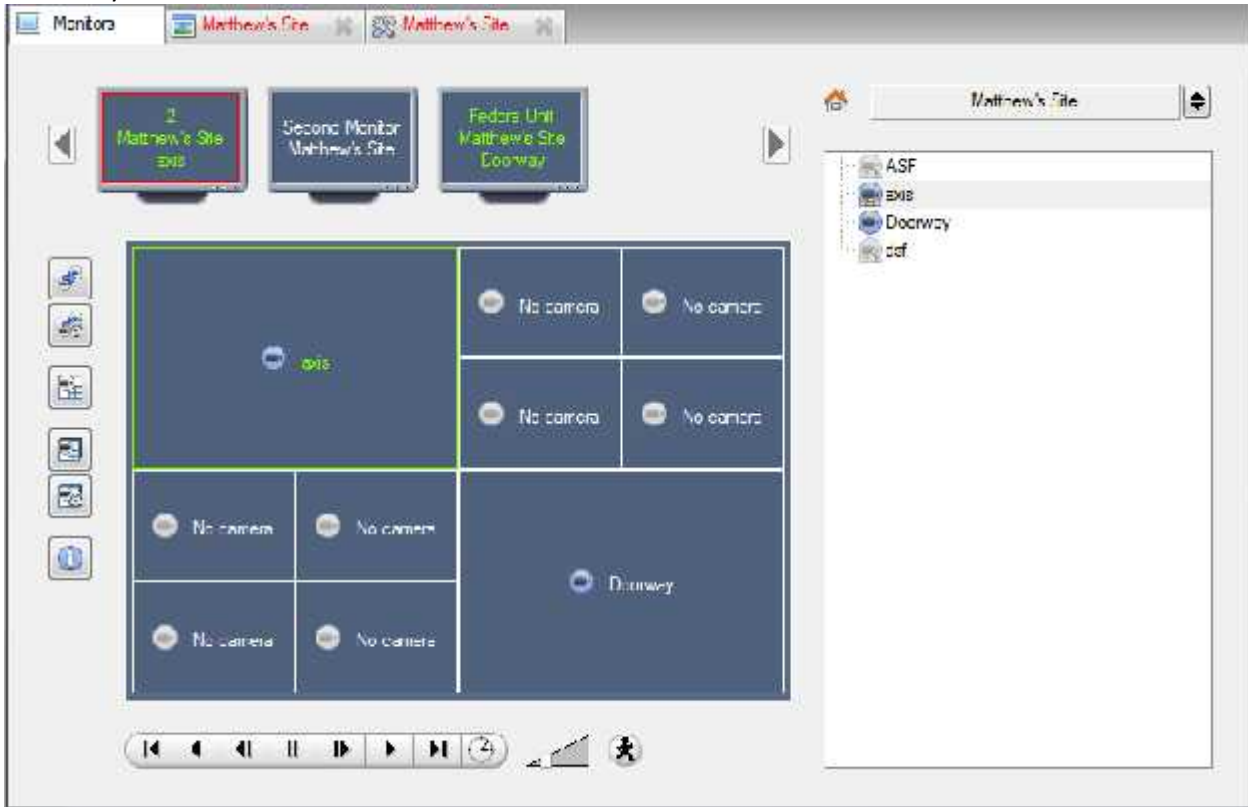 Monitors
Matthew's Site
Matthew's Site
2
Matthew's Site
axis
Second Monitor
Matthew's Site
Fedora Unit
Matthew's Site
Doorway
Matthew's Site
ASF
axis
Doorway
axis
No camera
No camera
No camera
No camera
No camera
No camera
Doorway
No camera
No camera